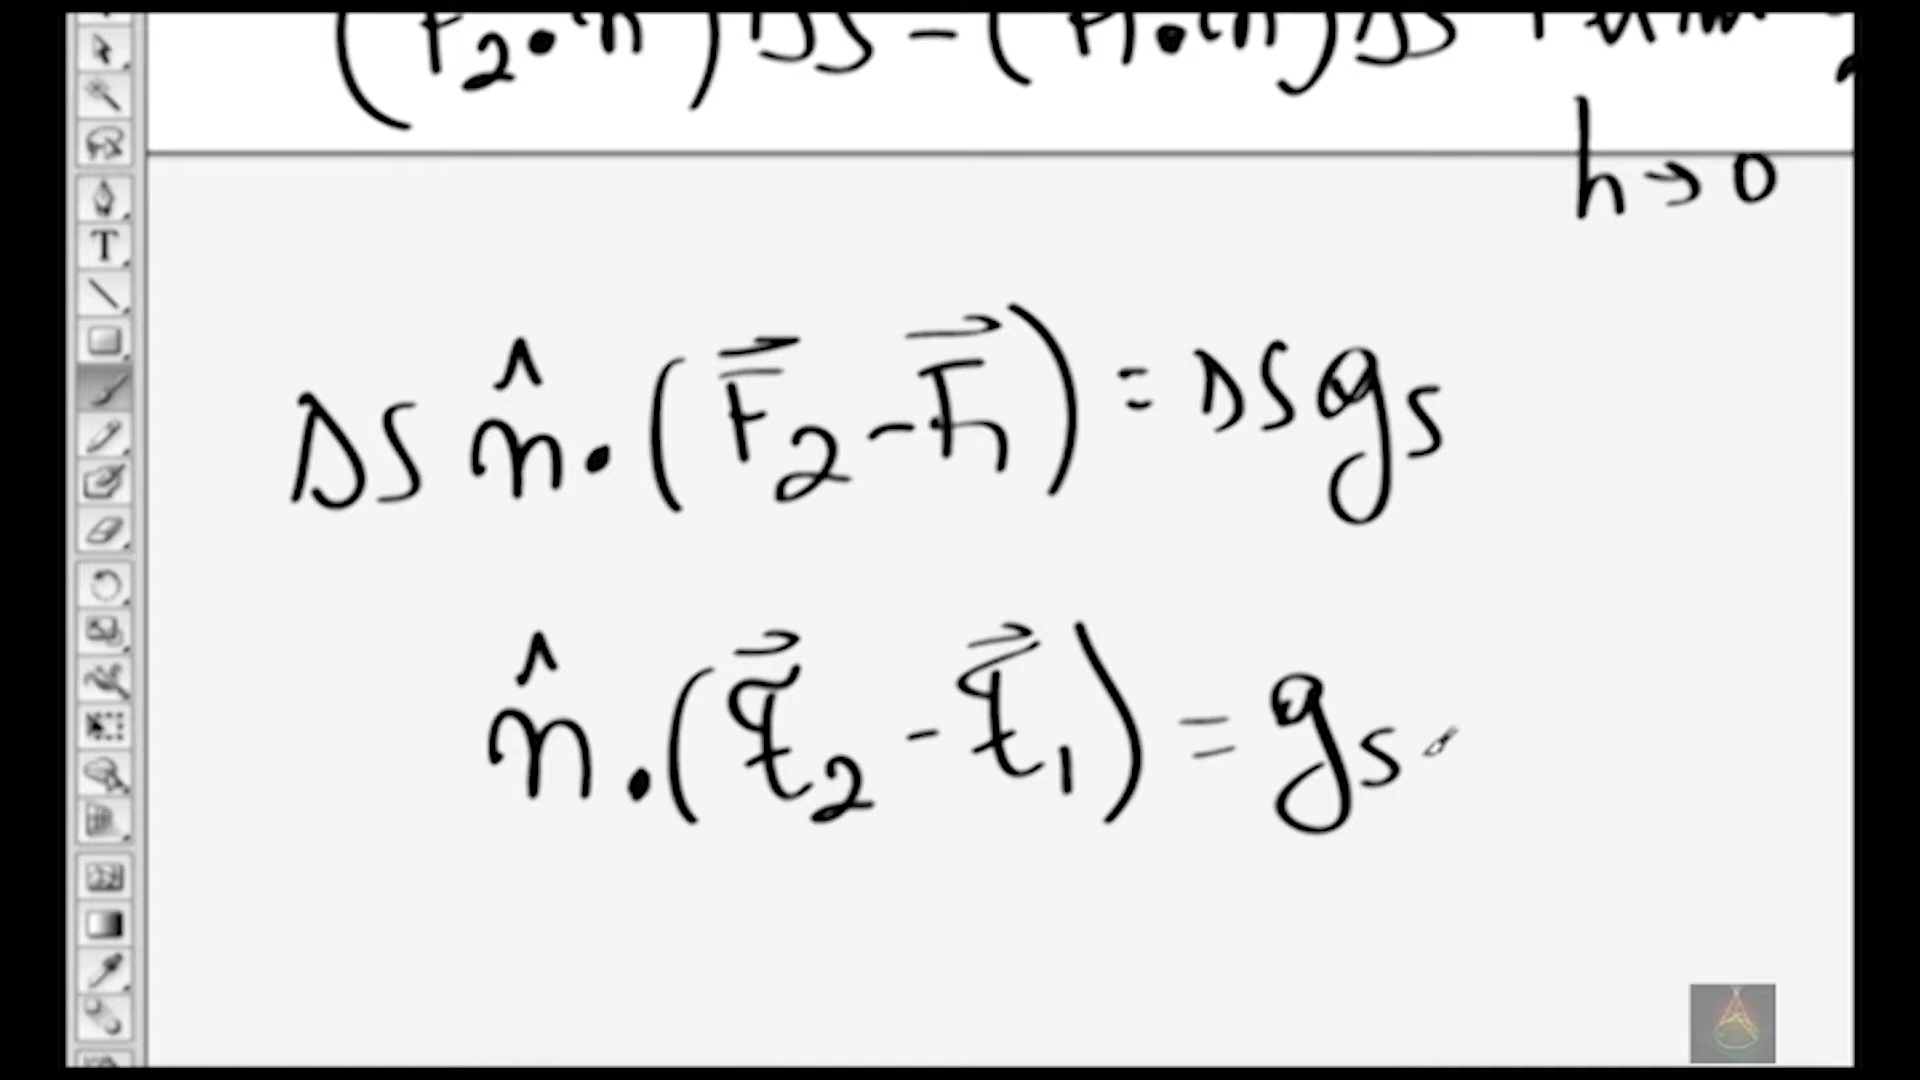 (F₂·n̂) ΔS - (F₁·n̂) ΔS +
h → 0
ΔS n̂ · (F⃗₂ - F⃗₁) = ΔS gₛ
n̂ · (F⃗₂ - F⃗₁) = gₛ
T